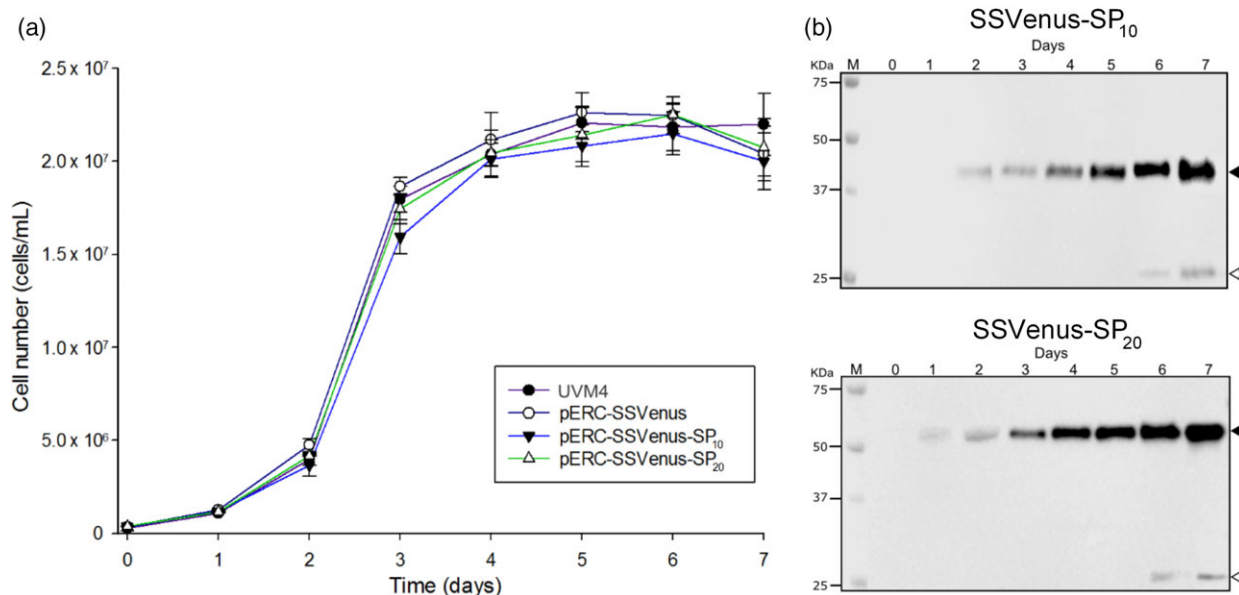 (a)
Cell number (cells/mL)
2.5 x 10⁷
2.0 x 10⁷
1.5 x 10⁷
1.0 x 10⁷
5.0 x 10⁶
0
0 1 2 3 4 5 6 7
Time (days)
UVM4
pERC-SSVenus
pERC-SSVenus-SP₁₀
pERC-SSVenus-SP₂₀
(b)
SSVenus-SP₁₀
Days
KDa M 0 1 2 3 4 5 6 7
75
50
37
25
SSVenus-SP₂₀
Days
KDa M 0 1 2 3 4 5 6 7
75
50
37
25